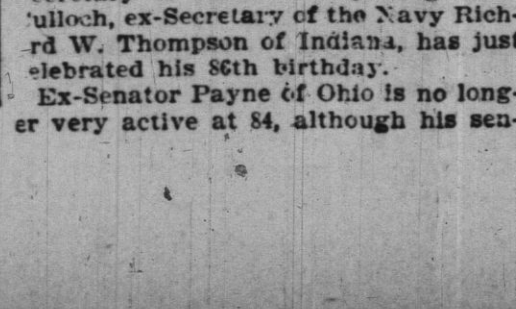 'ulloch, ex-Secretary of the Navy Rich-
rd W. Thompson of Indiana, has just
elebrated his 86th birthday.
Ex-Senator Payne of Ohio is no long-
er very active at 84, although his sen-